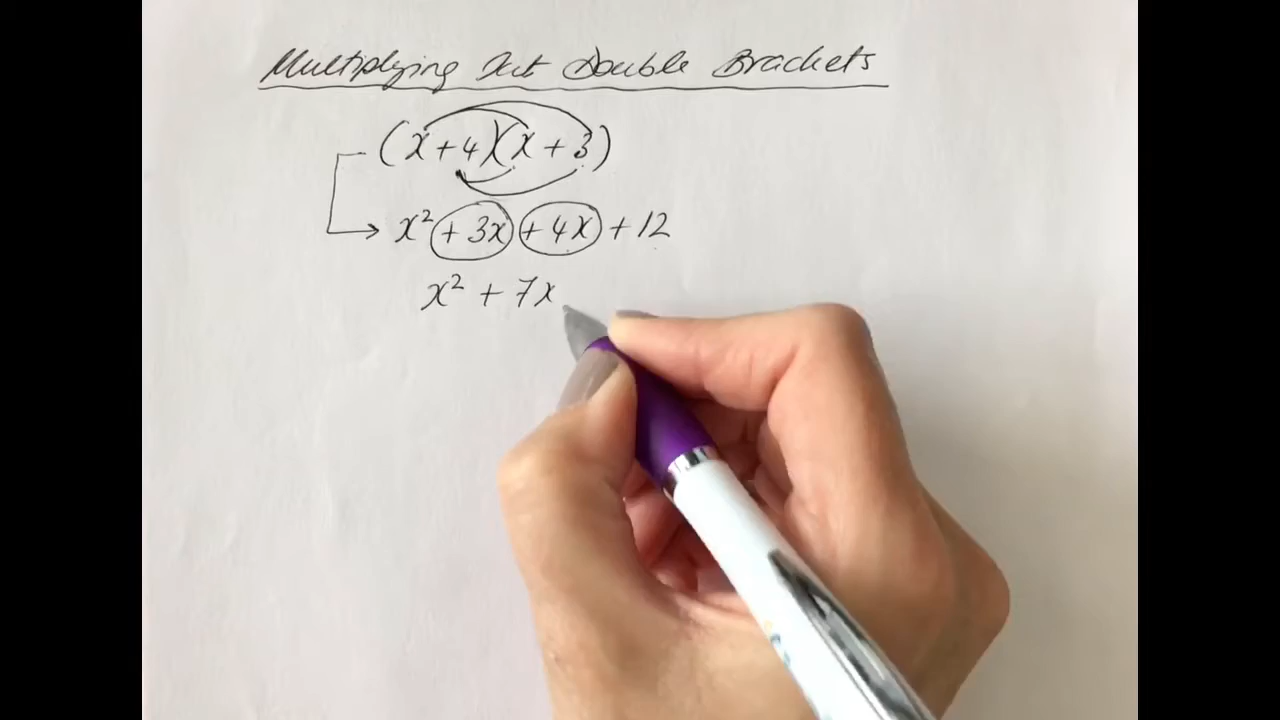 Multiplying Out Double Brackets
(x+4)(x+3)
x² + 3x + 4x + 12
x² + 7x